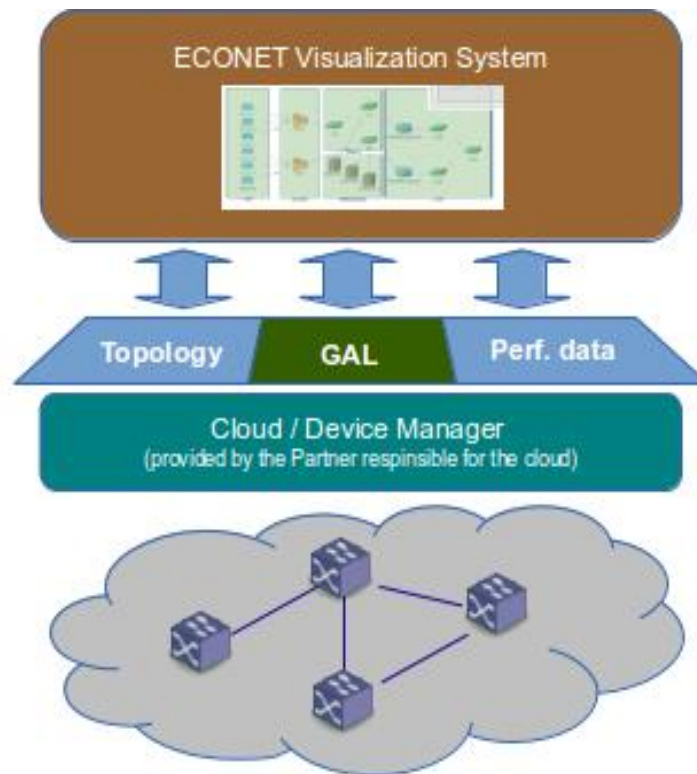 ECONET Visualization System
Topology
GAL
Perf. data
Cloud / Device Manager
(provided by the Partner respinsible for the cloud)